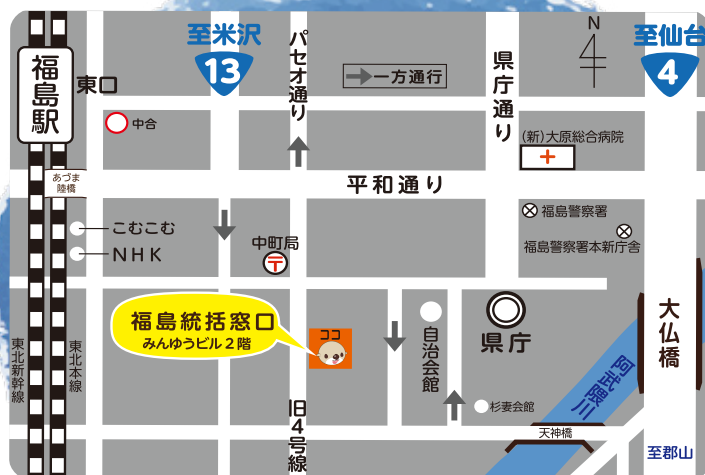 至米沢
13
パセオ通り
一方通行
県庁通り
N
至仙台
4
福島駅
東口
中合
(新)大原総合病院
あづま
陸橋
平和通り
福島警察署
福島警察署本新庁舎
こむこむ
NHK
中町局
〒
福島統括窓口
みんゆうビル2階
ココ
自治会館
県庁
大仏橋
東北新幹線
東北本線
旧4号線
杉妻会館
阿武隈川
天神橋
至郡山